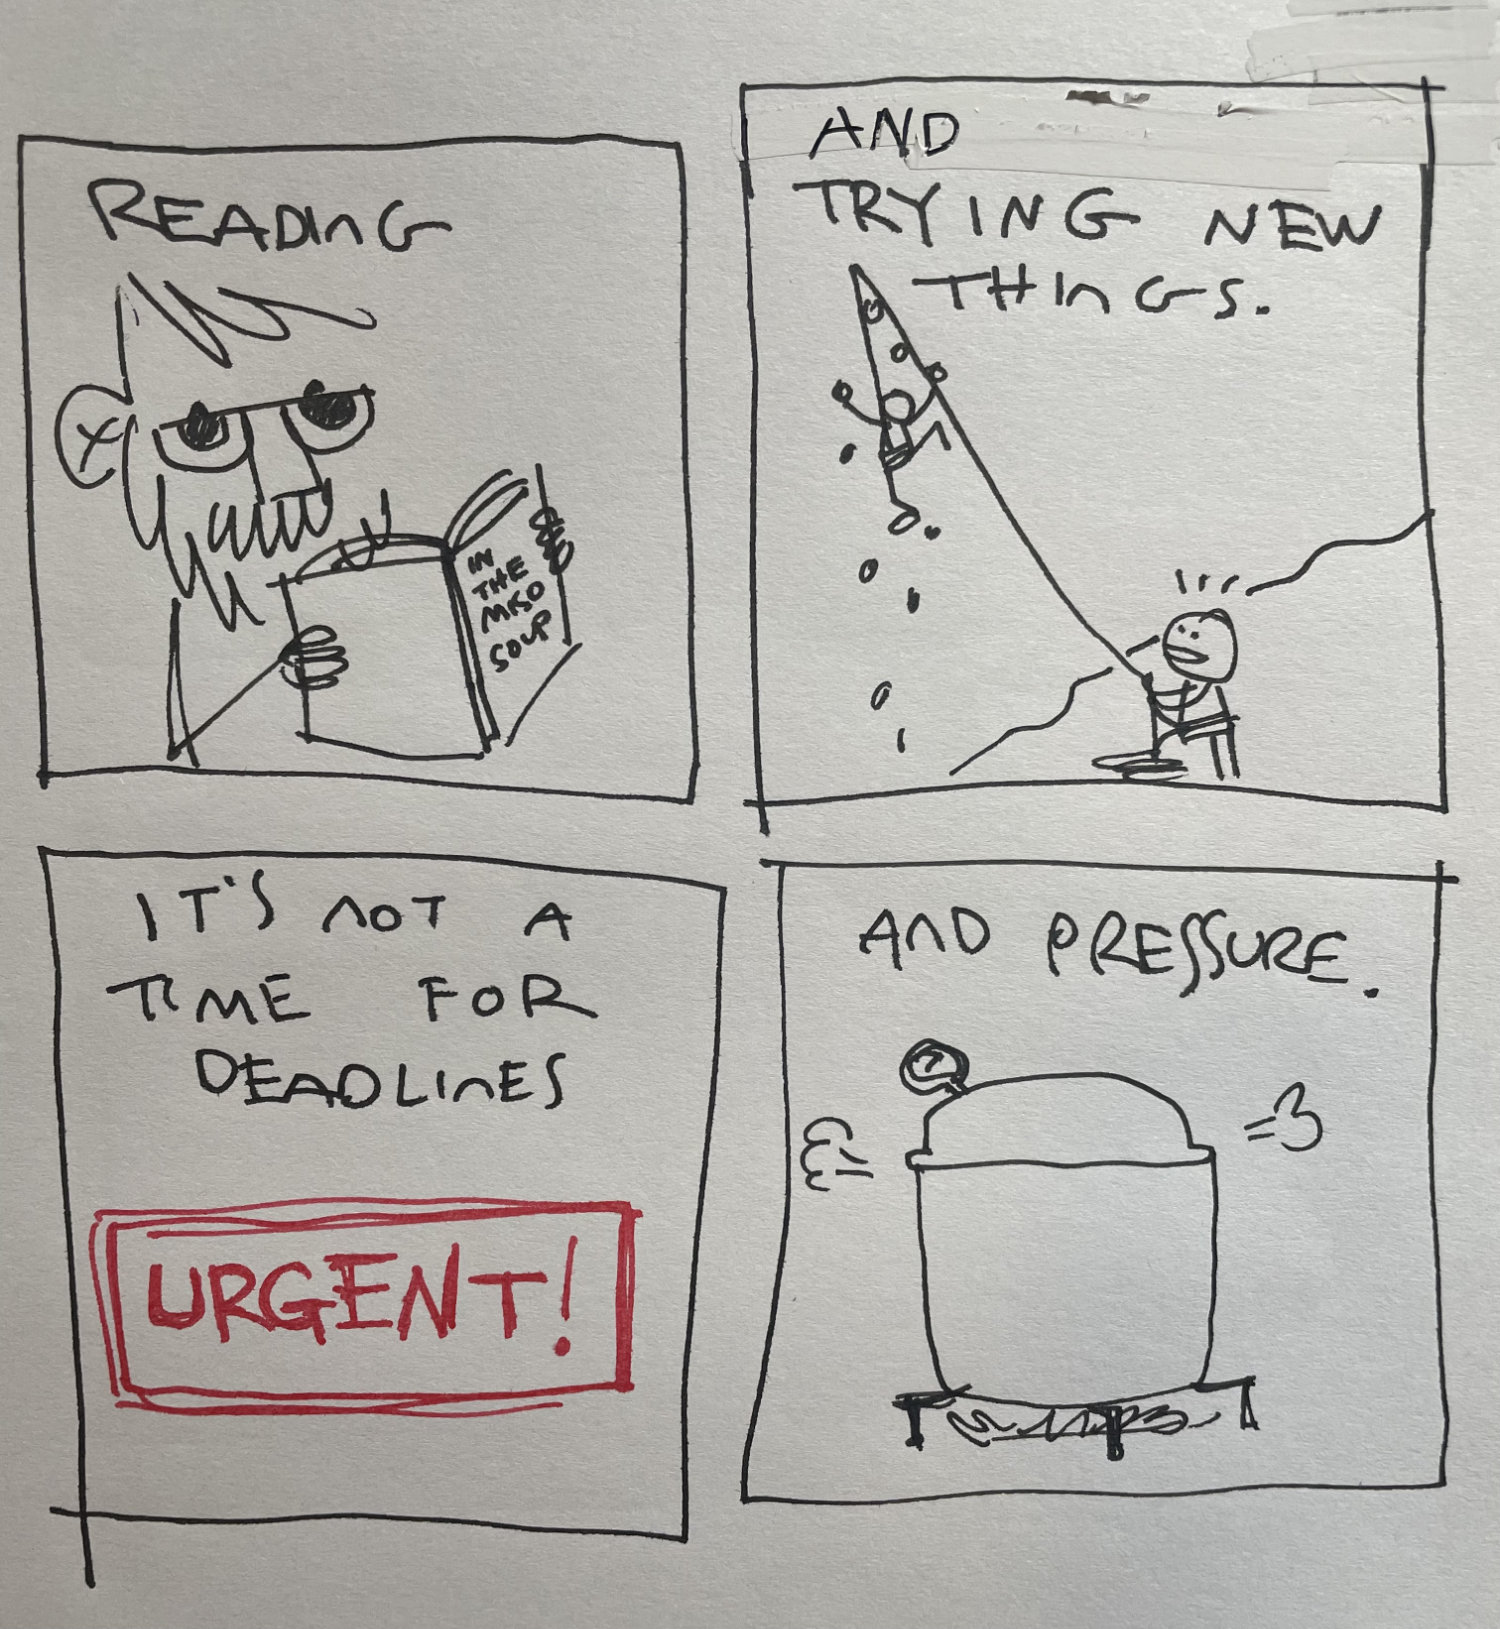 READING
IN
THE
MISO
SOUP
AND
TRYING NEW
THINGS.
IT'S NOT A
TIME FOR
DEADLINES
URGENT!
AND PRESSURE.